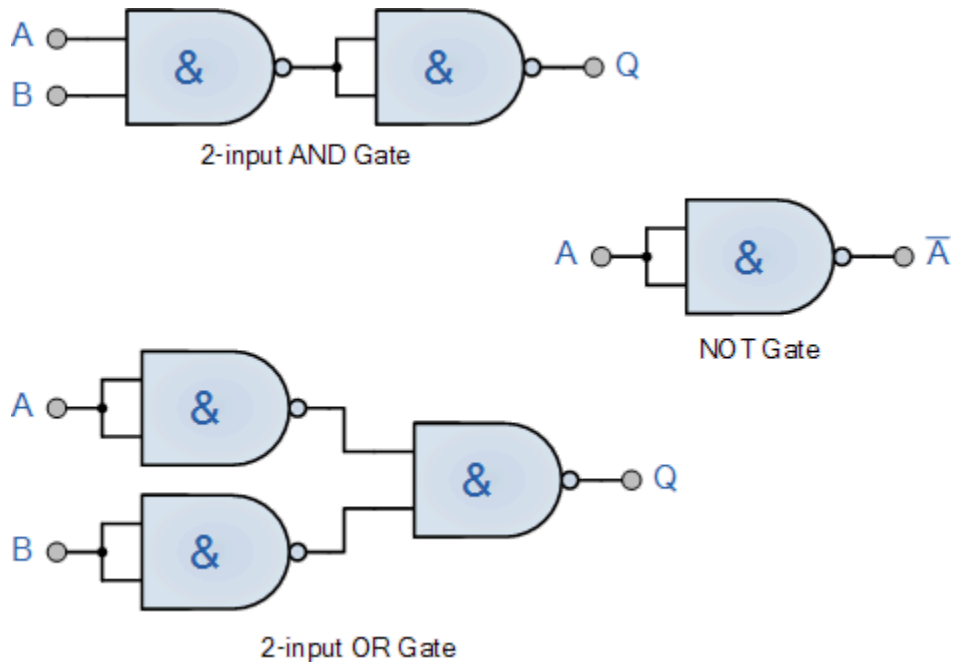 A
& & Q
B
2-input AND Gate
A & A̅
NOT Gate
A &
& Q
B &
2-input OR Gate